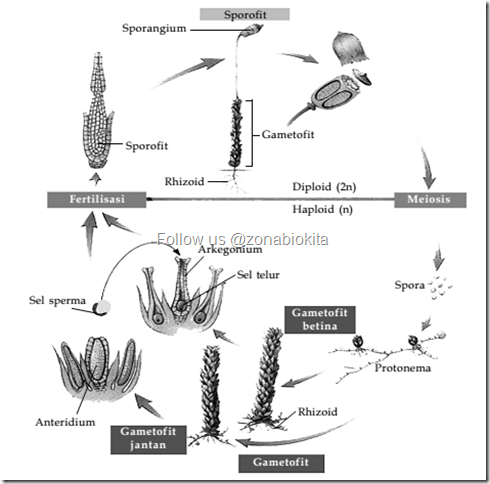 Sporofit
Sporangium
Gametofit
Sporofit
Rhizoid
Diploid (2n)
Fertilisasi
Meiosis
Haploid (n)
Follow us @zonabiokita
Arkegonium
Sel telur
Spora
Sel sperma
Gametofit
betina
Protonema
Rhizoid
Anteridium
Gametofit
jantan
Gametofit